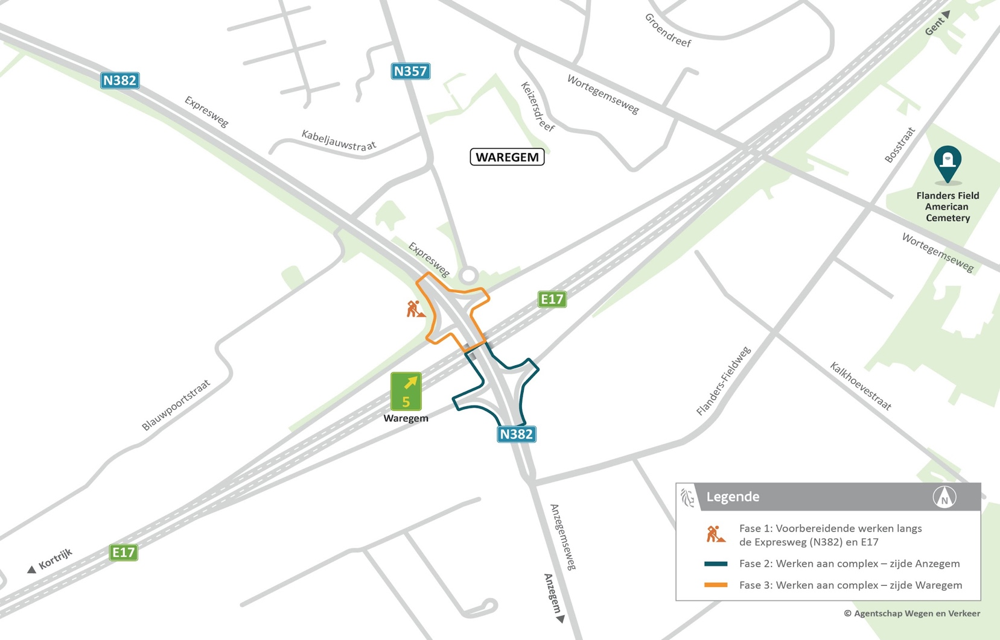 Groendreef
Gent
N382
N357
Expresweg
Keizersdreef
Wortegemseweg
Kabeljauwstraat
WAREGEM
Bosstraat
Flanders Field
American
Cemetery
Expresweg
Wortegemseweg
E17
5
Waregem
Blauwpoortstraat
Flanders-Fieldweg
Kalkhoevestraat
N382
E17
Kortrijk
Anzegemseweg
Anzegem
Legende
N
Fase 1: Voorbereidende werken langs
de Expresweg (N382) en E17
Fase 2: Werken aan complex – zijde Anzegem
Fase 3: Werken aan complex – zijde Waregem
© Agentschap Wegen en Verkeer